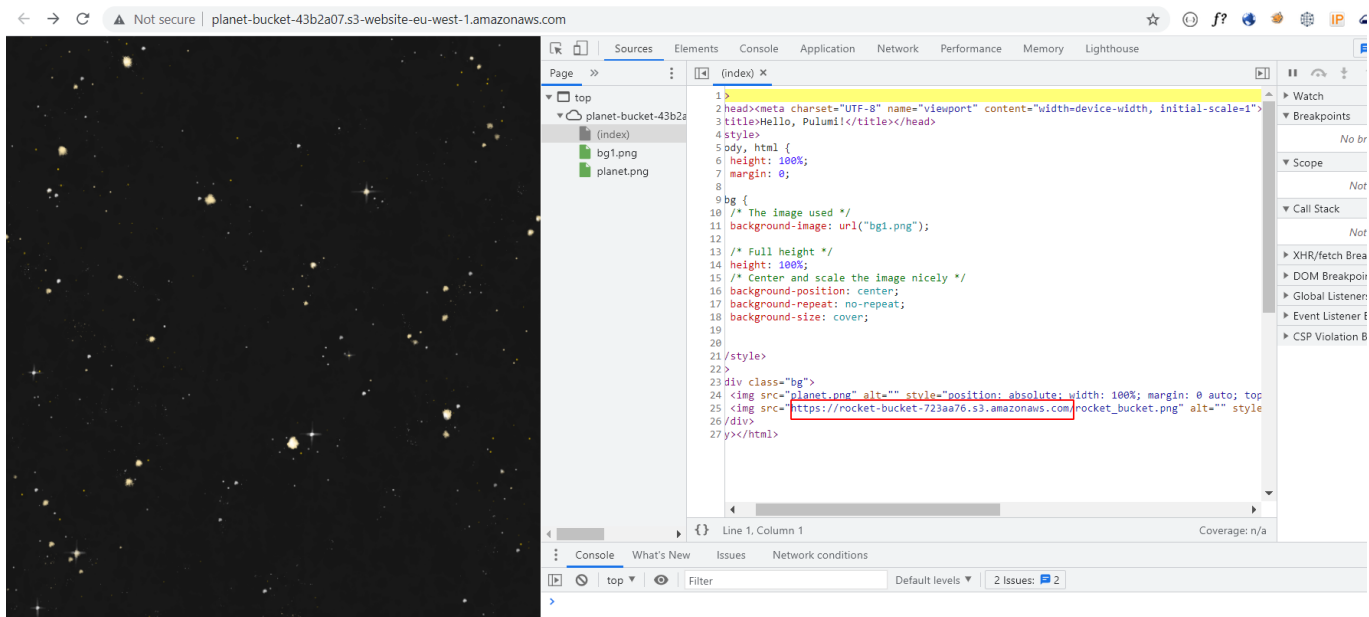 Not secure | planet-bucket-43b2a07.s3-website-eu-west-1.amazonaws.com
f?
IP
Sources Elements Console Application Network Performance Memory Lighthouse
Page
(index) ×
top
planet-bucket-43b2a
(index)
bg1.png
planet.png
1 >
2 head><meta charset="UTF-8" name="viewport" content="width=device-width, initial-scale=1">
3 title>Hello, Pulumi!</title></head>
4 style>
5 ody, html {
6 height: 100%;
7 margin: 0;
8
9 bg {
10 /* The image used */
11 background-image: url("bg1.png");
12
13 /* Full height */
14 height: 100%;
15 /* Center and scale the image nicely */
16 background-position: center;
17 background-repeat: no-repeat;
18 background-size: cover;
19
20
21 /style>
22 >
23 div class="bg">
24 <img src="planet.png" alt="" style="position: absolute; width: 100%; margin: 0 auto; top
25 <img src="https://rocket-bucket-723aa76.s3.amazonaws.com/rocket_bucket.png" alt="" style
26 /div>
27 y></html>
{} Line 1, Column 1
Coverage: n/a
Watch
Breakpoints
No br
Scope
Not
Call Stack
Not
XHR/fetch Brea
DOM Breakpoin
Global Listeners
Event Listener B
CSP Violation B
Console What's New Issues Network conditions
top
Filter
Default levels
2 Issues: 2